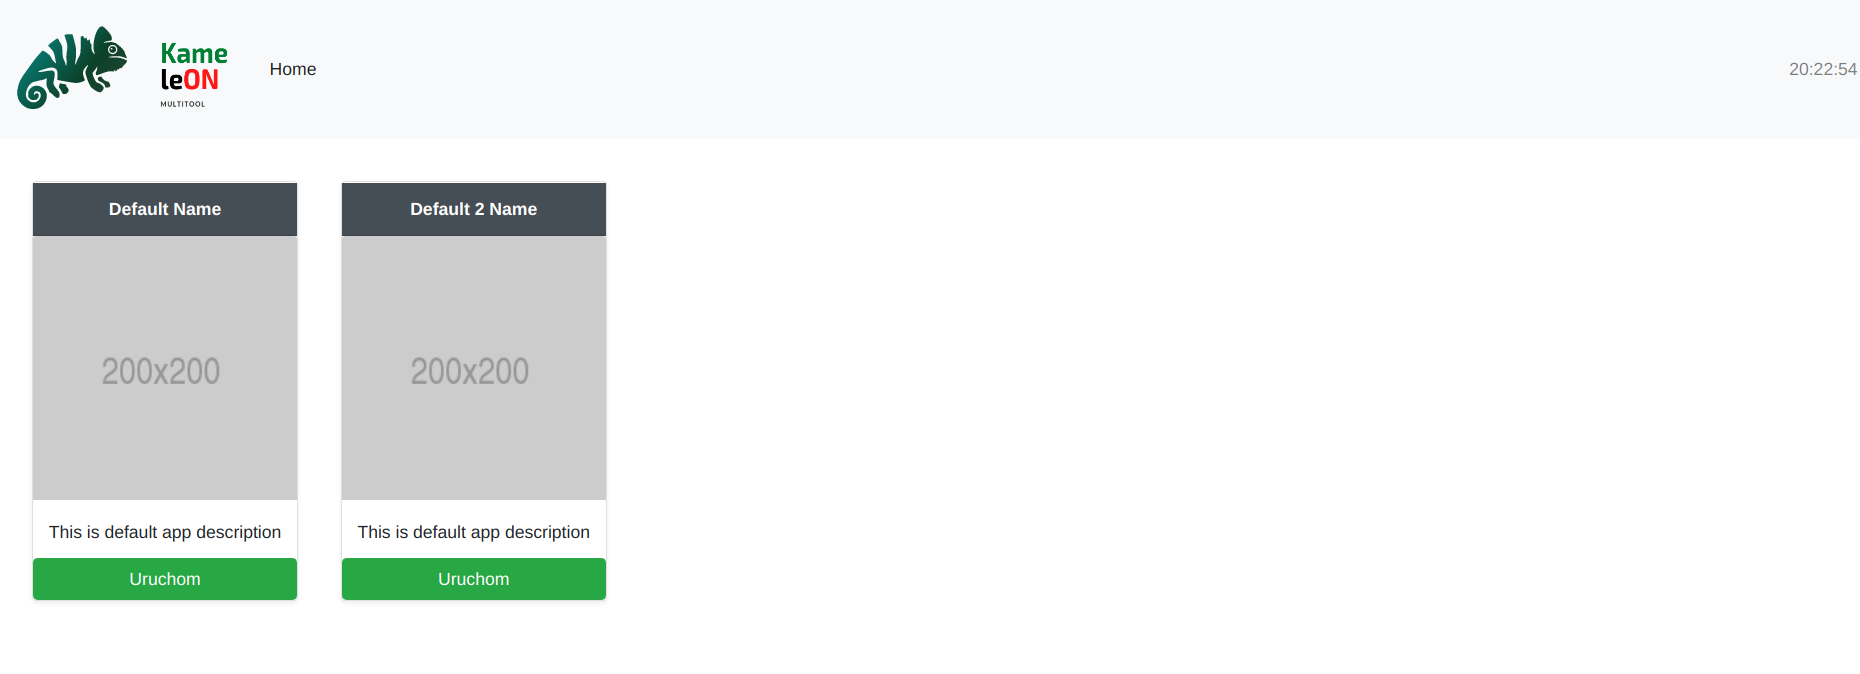 Kame
leON
MULTITOOL
Home
20:22:54
Default Name
200x200
This is default app description
Uruchom
Default 2 Name
200x200
This is default app description
Uruchom